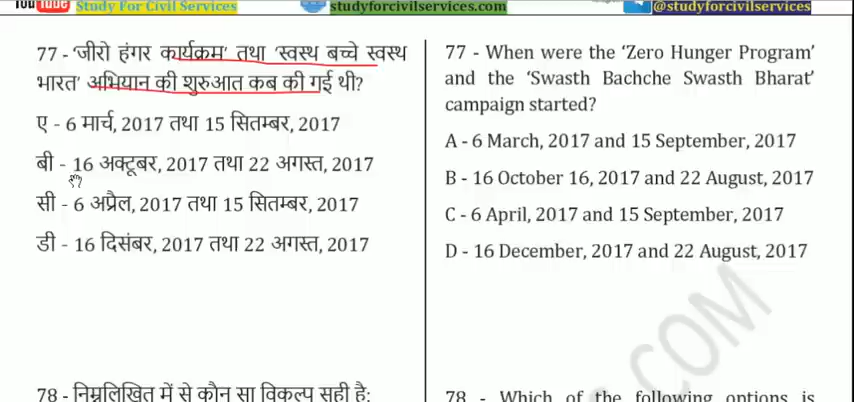 YouTube Study For Civil Services
studyforcivilservices.com
@studyforcivilservices
77 - 'जीरो हंगर कार्यक्रम' तथा 'स्वस्थ बच्चे स्वस्थ
भारत' अभियान की शुरुआत कब की गई थी?
ए - 6 मार्च, 2017 तथा 15 सितम्बर, 2017
बी - 16 अक्टूबर, 2017 तथा 22 अगस्त, 2017
सी - 6 अप्रैल, 2017 तथा 15 सितम्बर, 2017
डी - 16 दिसंबर, 2017 तथा 22 अगस्त, 2017
78 - निम्नलिखित में से कौन सा विकल्प सही है:
77 - When were the 'Zero Hunger Program'
and the 'Swasth Bachche Swasth Bharat'
campaign started?
A - 6 March, 2017 and 15 September, 2017
B - 16 October 16, 2017 and 22 August, 2017
C - 6 April, 2017 and 15 September, 2017
D - 16 December, 2017 and 22 August, 2017
78 - Which of the following options is
.COM